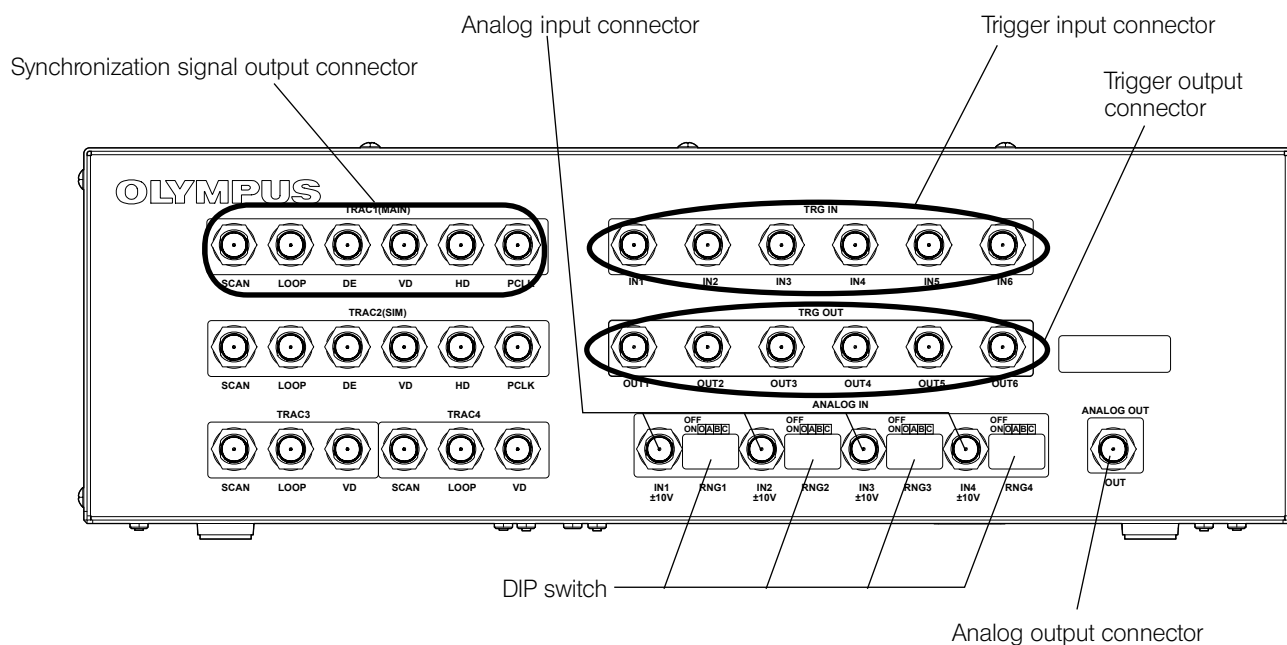 Analog input connector
Trigger input connector
Synchronization signal output connector
Trigger output
connector
OLYMPUS
TRAC1(MAIN)
SCAN LOOP DE VD HD PCLK
TRG IN
IN1 IN2 IN3 IN4 IN5 IN6
TRAC2(SIM)
SCAN LOOP DE VD HD PCLK
TRG OUT
OUT1 OUT2 OUT3 OUT4 OUT5 OUT6
TRAC3 TRAC4
SCAN LOOP VD SCAN LOOP VD
ANALOG IN
OFF OFF OFF OFF
ON OABC ON OABC ON OABC ON OABC
IN1 RNG1 IN2 RNG2 IN3 RNG3 IN4 RNG4
±10V ±10V ±10V ±10V
ANALOG OUT
OUT
DIP switch
Analog output connector